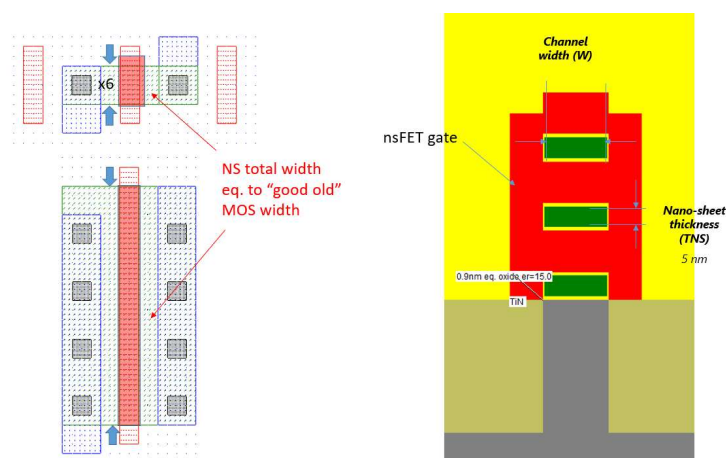 x6
NS total width
eq. to “good old”
MOS width
Channel
width (W)
nsFET gate
Nano-sheet
thickness
(TNS)
5 nm
0.9nm eq. oxide er=15.0
TiN